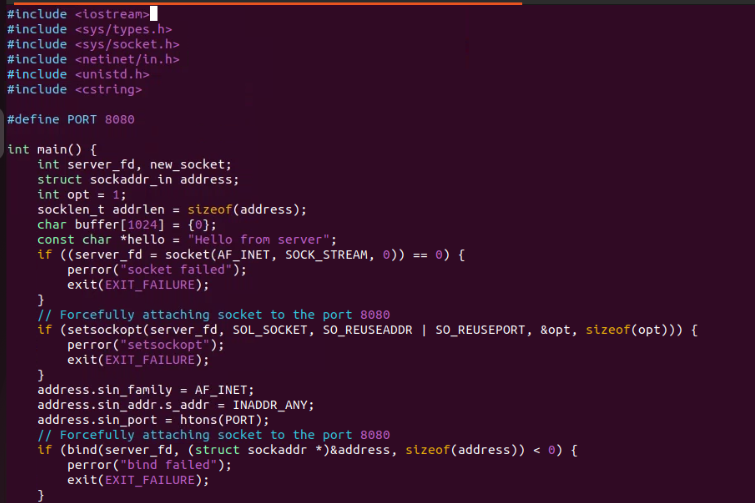 #include <iostream>
#include <sys/types.h>
#include <sys/socket.h>
#include <netinet/in.h>
#include <unistd.h>
#include <cstring>

#define PORT 8080

int main() {
    int server_fd, new_socket;
    struct sockaddr_in address;
    int opt = 1;
    socklen_t addrlen = sizeof(address);
    char buffer[1024] = {0};
    const char *hello = "Hello from server";
    if ((server_fd = socket(AF_INET, SOCK_STREAM, 0)) == 0) {
        perror("socket failed");
        exit(EXIT_FAILURE);
    }
    // Forcefully attaching socket to the port 8080
    if (setsockopt(server_fd, SOL_SOCKET, SO_REUSEADDR | SO_REUSEPORT, &opt, sizeof(opt))) {
        perror("setsockopt");
        exit(EXIT_FAILURE);
    }
    address.sin_family = AF_INET;
    address.sin_addr.s_addr = INADDR_ANY;
    address.sin_port = htons(PORT);
    // Forcefully attaching socket to the port 8080
    if (bind(server_fd, (struct sockaddr *)&address, sizeof(address)) < 0) {
        perror("bind failed");
        exit(EXIT_FAILURE);
    }